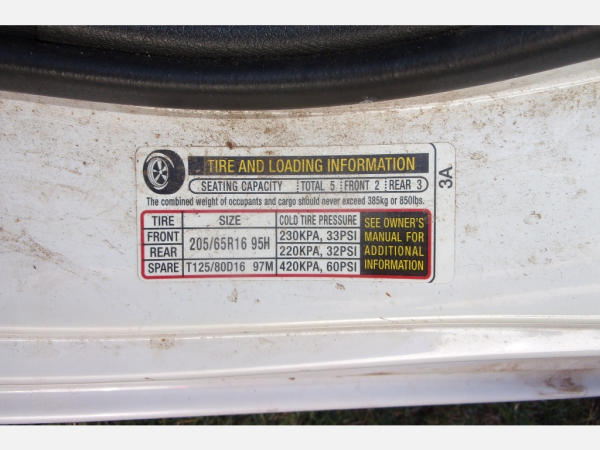 TIRE AND LOADING INFORMATION
SEATING CAPACITY TOTAL 5 FRONT 2 REAR 3
The combined weight of occupants and cargo should never exceed 385kg or 850lbs.
TIRE SIZE COLD TIRE PRESSURE
FRONT 205/65R16 95H 230KPA, 33PSI
REAR 220KPA, 32PSI
SPARE T125/80D16 97M 420KPA, 60PSI
SEE OWNER'S
MANUAL FOR
ADDITIONAL
INFORMATION
3A